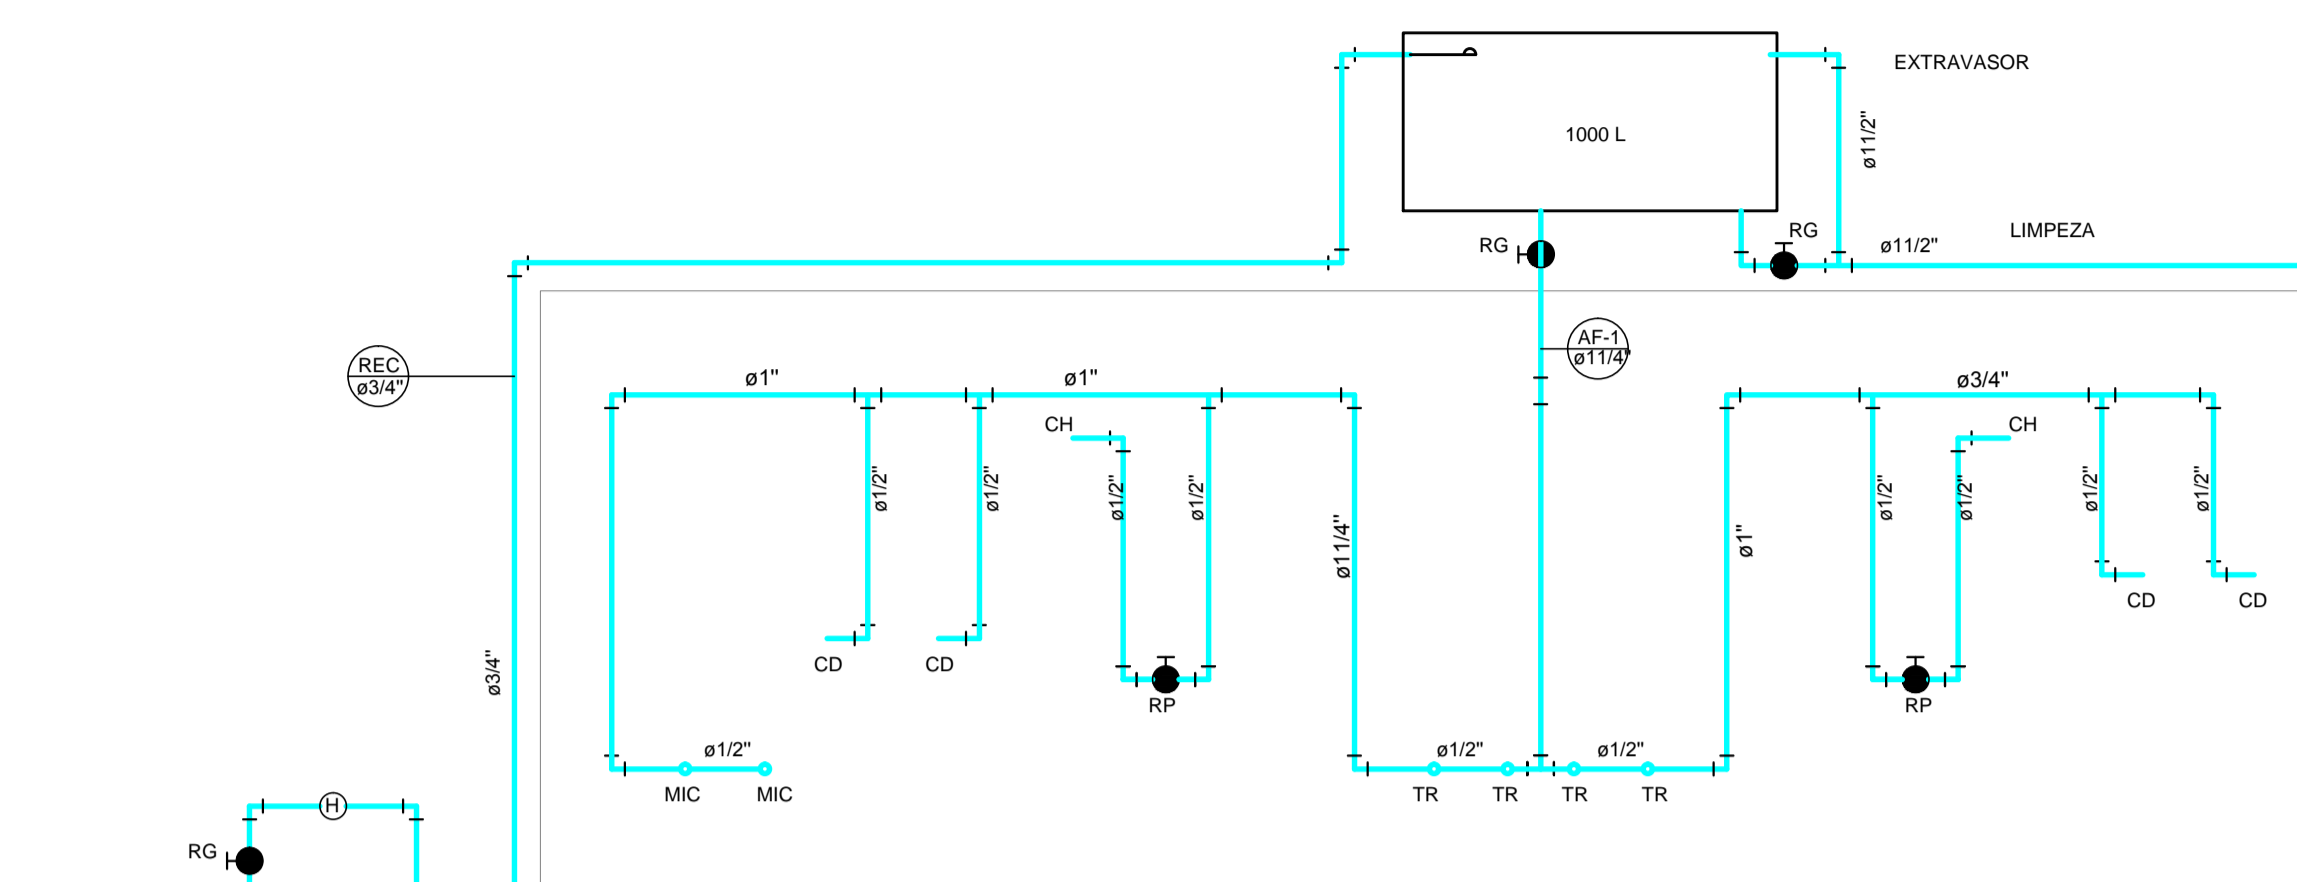 EXTRAVASOR
1000 L
ø11/2"
RG
RG
ø11/2"
LIMPEZA
AF-1
ø11/4"
REC
ø3/4"
ø1"
ø1"
ø3/4"
CH
CH
ø1/2"
ø1/2"
ø1/2"
ø1/2"
ø11/4"
ø1"
ø1/2"
ø1/2"
ø1/2"
ø1/2"
CD
CD
CD
CD
ø3/4"
RP
RP
ø1/2"
ø1/2"
ø1/2"
MIC
MIC
TR
TR
TR
TR
H
RG